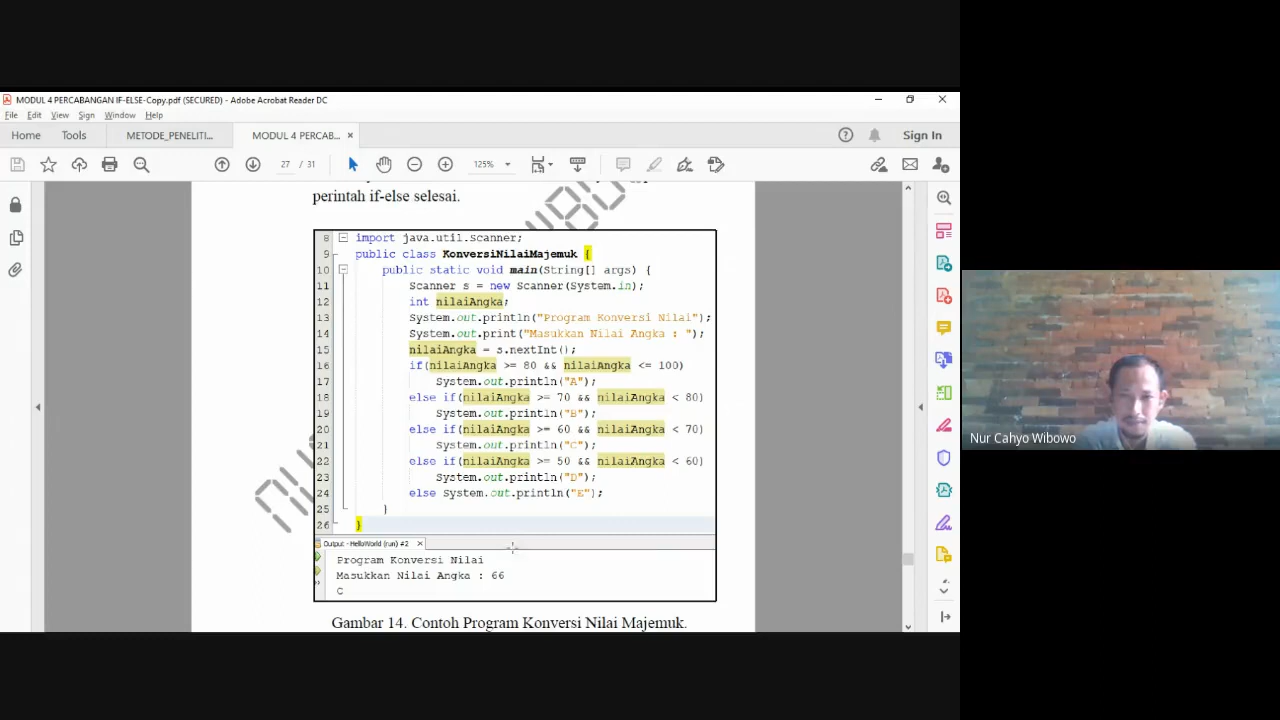 MODUL 4 PERCABANGAN IF-ELSE-Copy.pdf (SECURED) - Adobe Acrobat Reader DC
File Edit View Sign Window Help
Home Tools METODE_PENELITI... MODUL 4 PERCAB... × Sign In
27 / 31 125%
perintah if-else selesai.
8 import java.util.Scanner;
9 public class KonversiNilaiMajemuk {
10 public static void main(String[] args) {
11 Scanner s = new Scanner(System.in);
12 int nilaiAngka;
13 System.out.println("Program Konversi Nilai");
14 System.out.print("Masukkan Nilai Angka : ");
15 nilaiAngka = s.nextInt();
16 if(nilaiAngka >= 80 && nilaiAngka <= 100)
17 System.out.println("A");
18 else if(nilaiAngka >= 70 && nilaiAngka < 80)
19 System.out.println("B");
20 else if(nilaiAngka >= 60 && nilaiAngka < 70)
21 System.out.println("C");
22 else if(nilaiAngka >= 50 && nilaiAngka < 60)
23 System.out.println("D");
24 else System.out.println("E");
25 }
26 }
Output - HelloWorld (run) #2 ×
Program Konversi Nilai
Masukkan Nilai Angka : 66
C
Gambar 14. Contoh Program Konversi Nilai Majemuk.
Nur Cahyo Wibowo